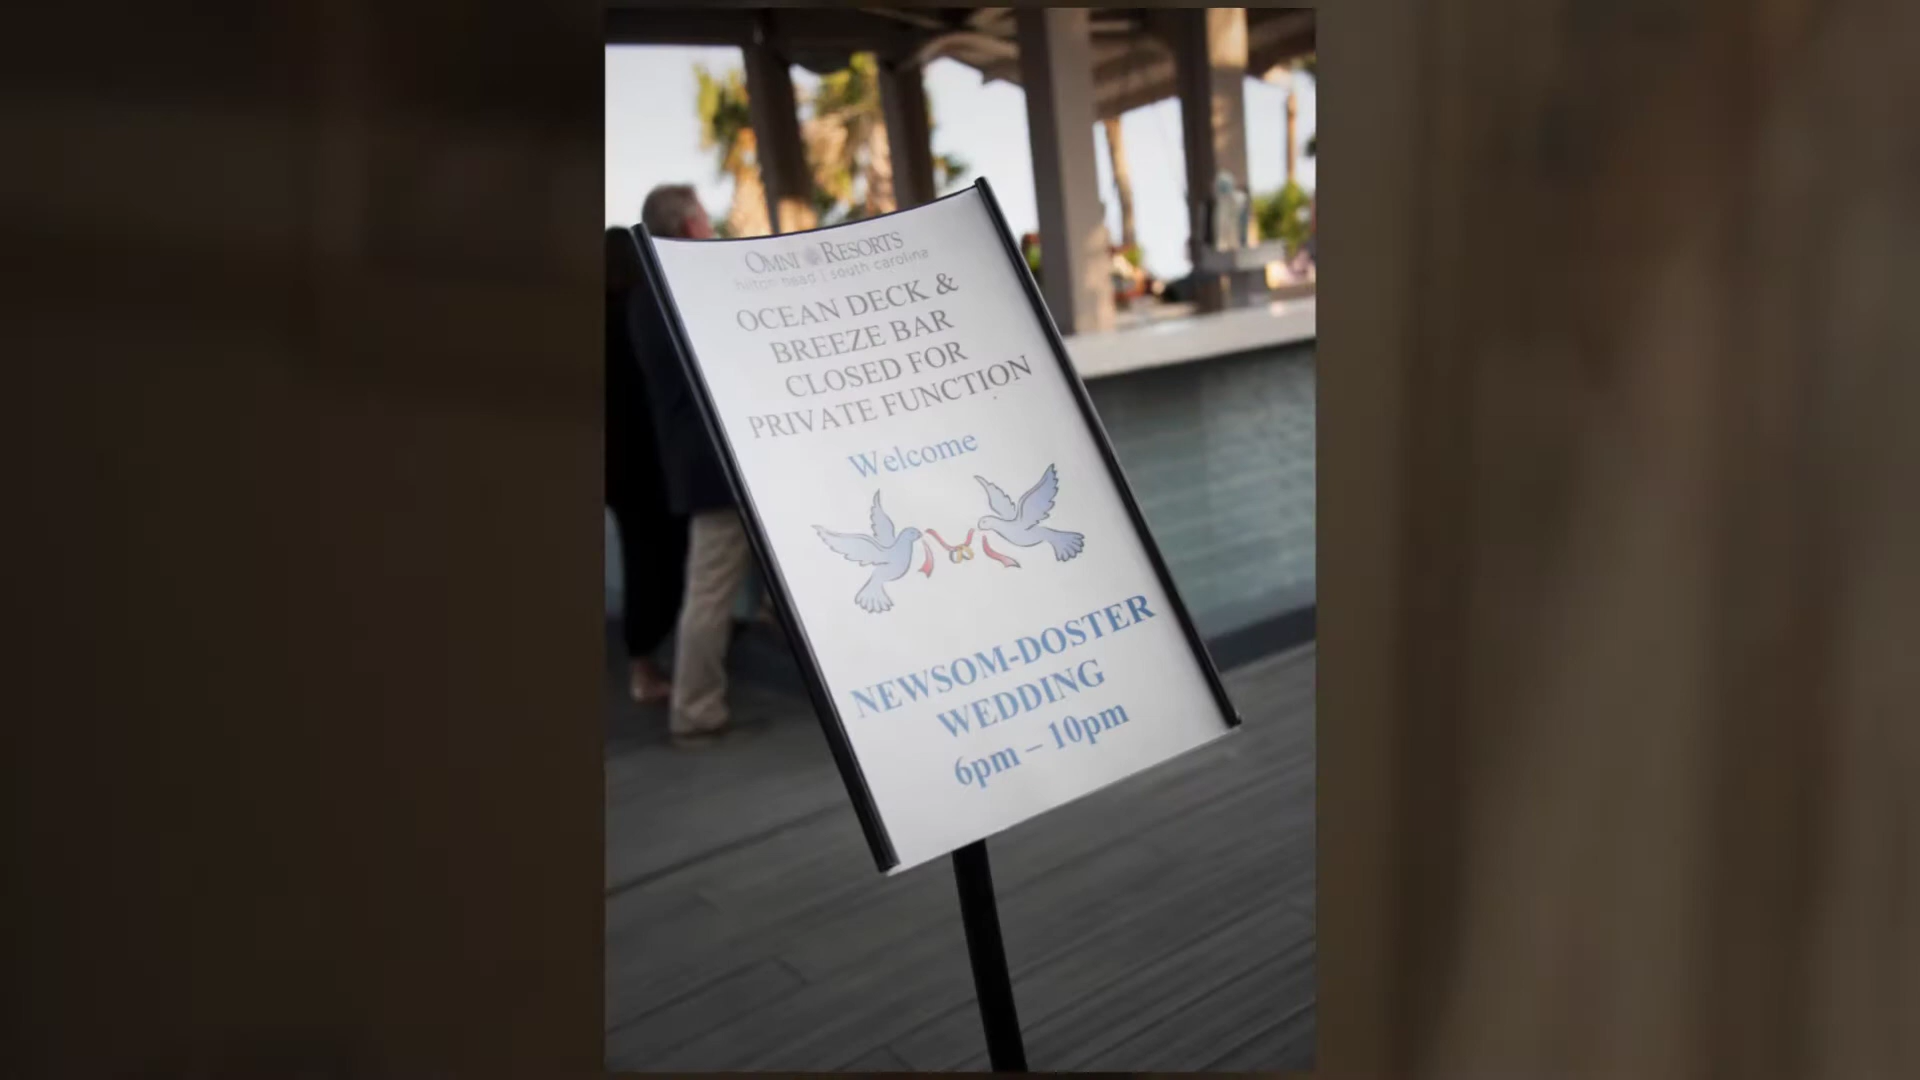 OMNI RESORTS
hilton head | south carolina
OCEAN DECK &
BREEZE BAR
CLOSED FOR
PRIVATE FUNCTION
Welcome
NEWSOM-DOSTER
WEDDING
6pm – 10pm